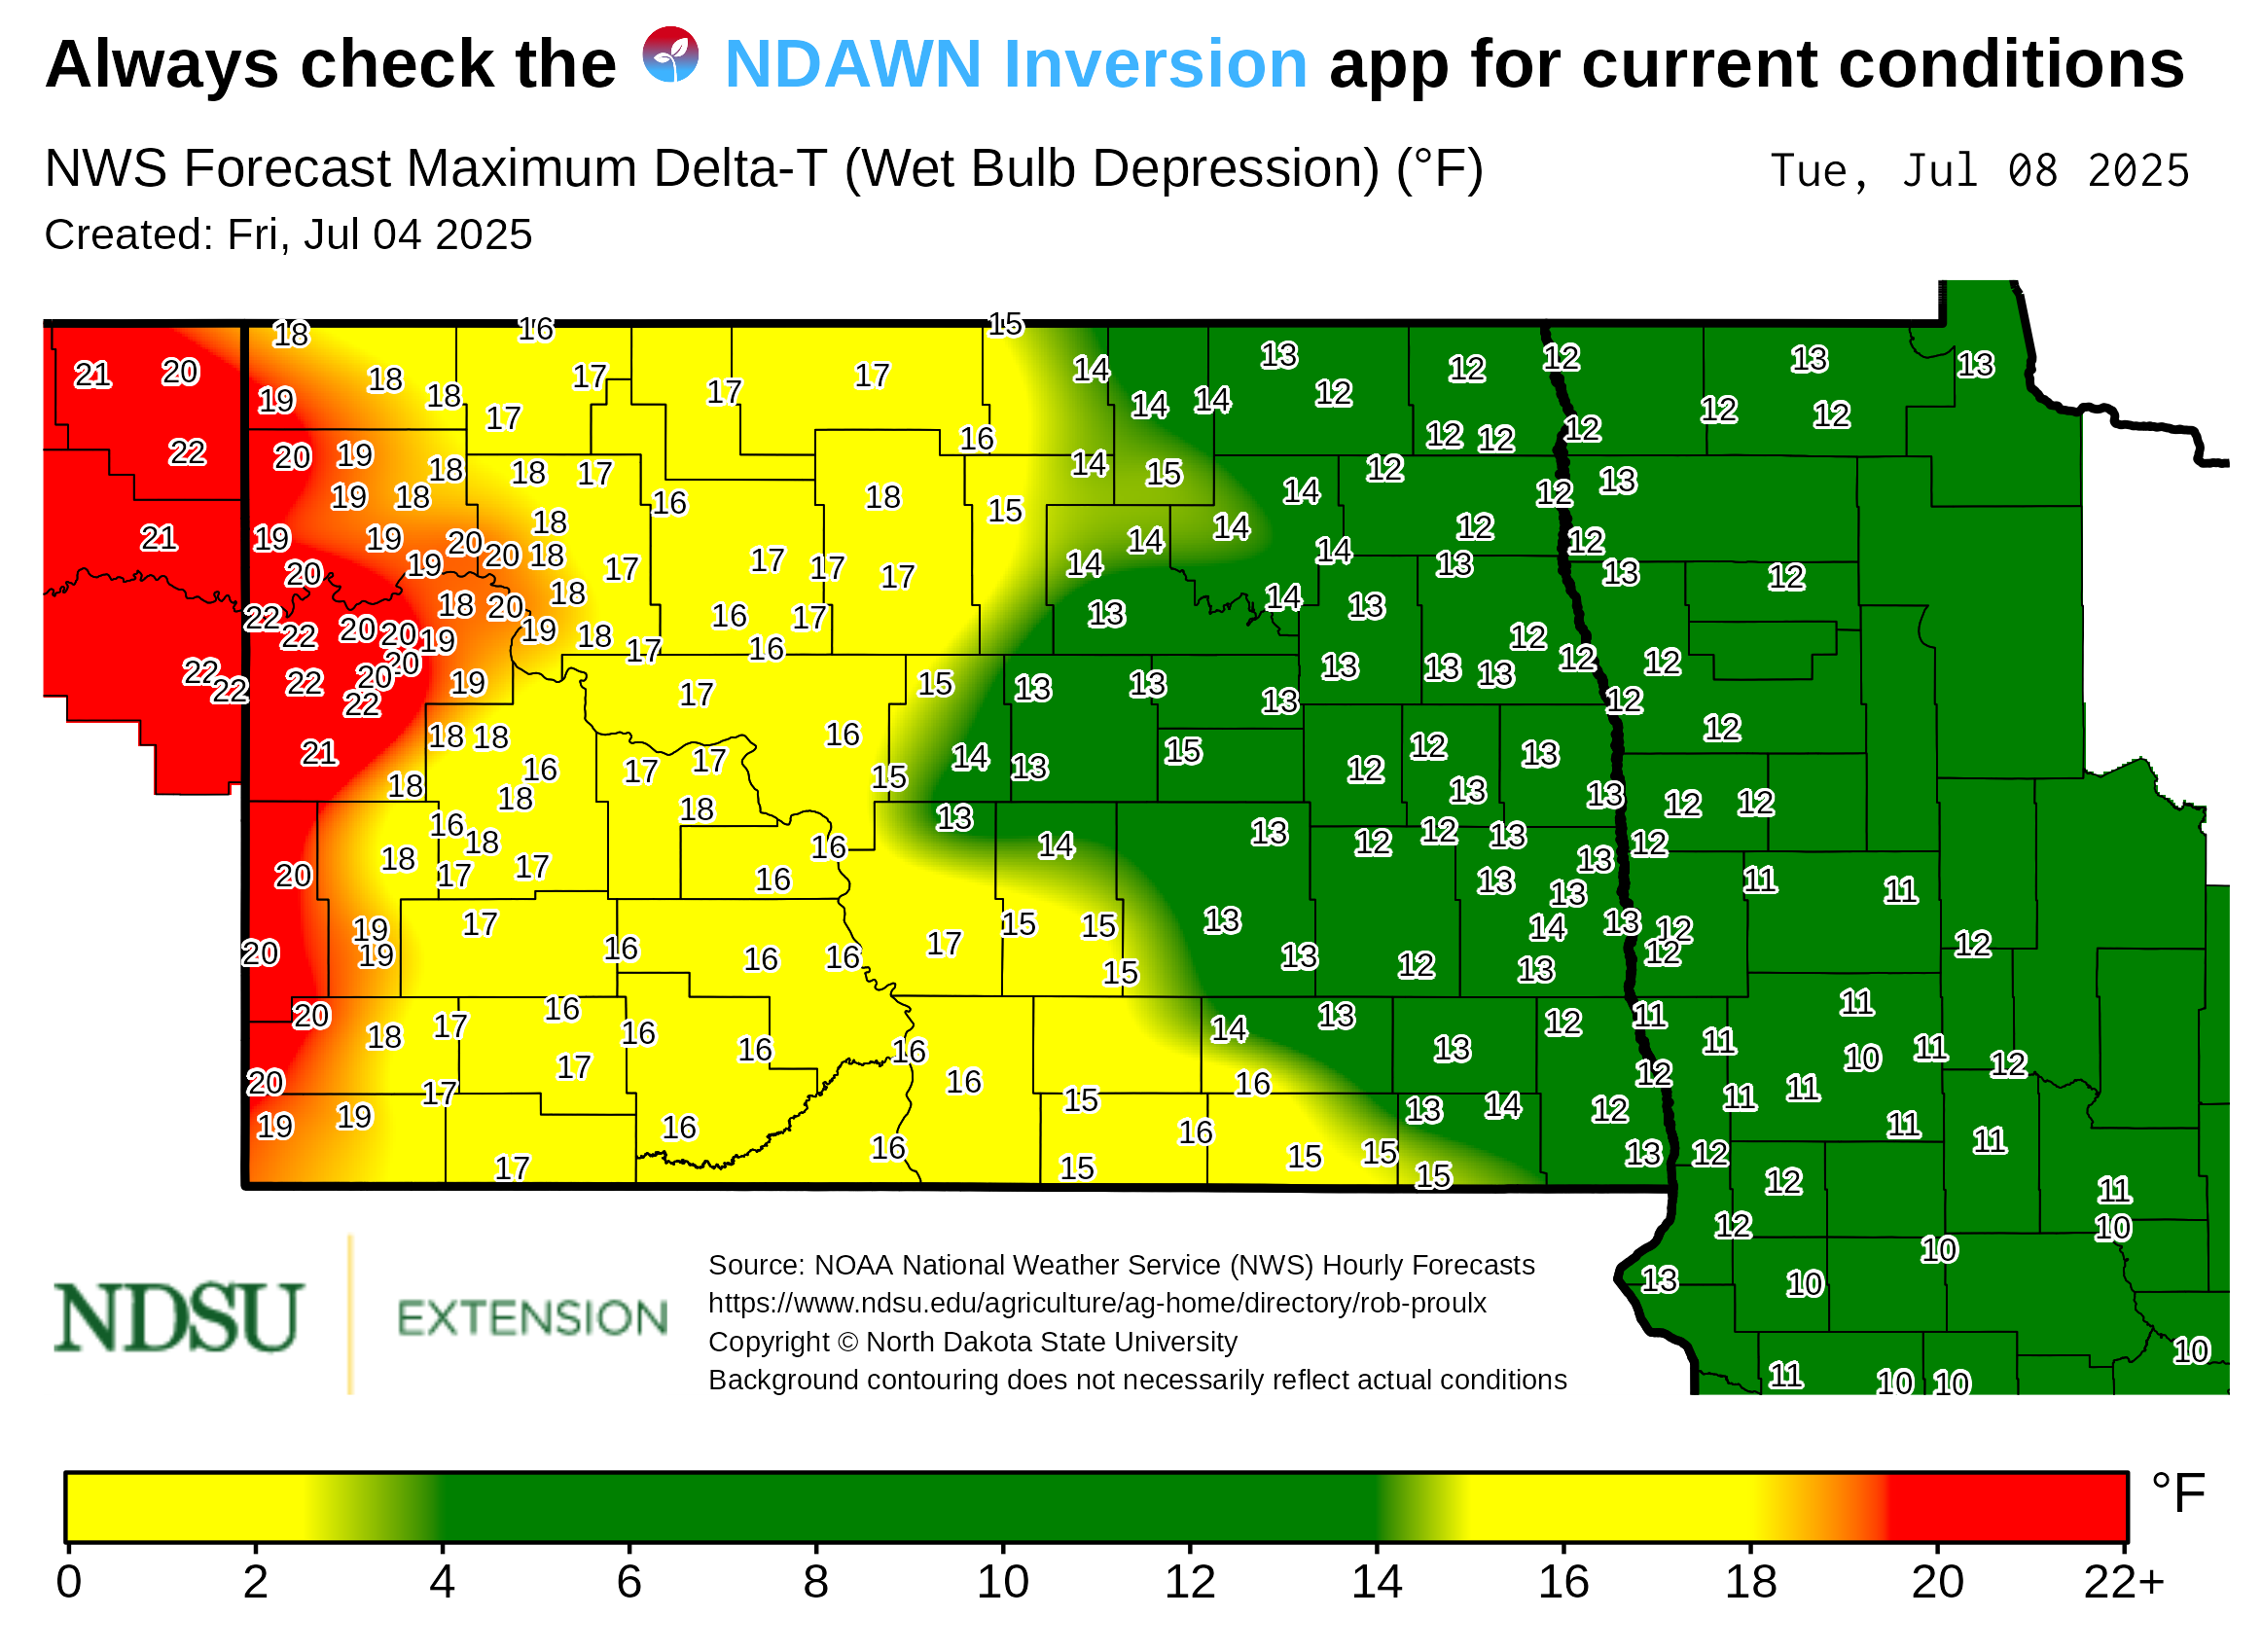 Always check the NDAWN Inversion app for current conditions
NWS Forecast Maximum Delta-T (Wet Bulb Depression) (°F)
Tue, Jul 08 2025
Created: Fri, Jul 04 2025
18 16 15
21 20 18 17 17 14 13 12 12 13 13
19 18 17 14 14 13 12 12
17 16 12 12 12
22 20 19 18 18 17 14 15 12 13
19 18 16 18 15 14 12
21 19 19 20 20 18 18 14 14 12 12
20 19 17 17 17 17 14 14 13 13 12
22 22 20 20 19 18 20 18 19 18 17 16 17 16 13 14 13 12 12 12
22 22 22 20 20 22 19 17 15 13 13 13 13 13 13 12
21 18 18 16 17 17 16 15 14 13 15 12 12 13 12
18 16 18 18 13 13 13 12 12
20 18 18 17 17 16 16 14 13 12 12 13 13 12 11 11
20 19 19 17 16 16 16 17 15 15 15 13 13 12 13 13 14 13 13 12 12 12
20 18 17 16 16 17 16 16 16 14 13 13 12 11 11 11 10 11 12
20 19 19 17 17 16 16 15 15 16 16 15 15 15 13 14 12 12 13 12 11 11 11 11
12 12 11 10 10 13 10
11 10 10 10
NDSU EXTENSION
Source: NOAA National Weather Service (NWS) Hourly Forecasts
https://www.ndsu.edu/agriculture/ag-home/directory/rob-proulx
Copyright © North Dakota State University
Background contouring does not necessarily reflect actual conditions
°F
0 2 4 6 8 10 12 14 16 18 20 22+